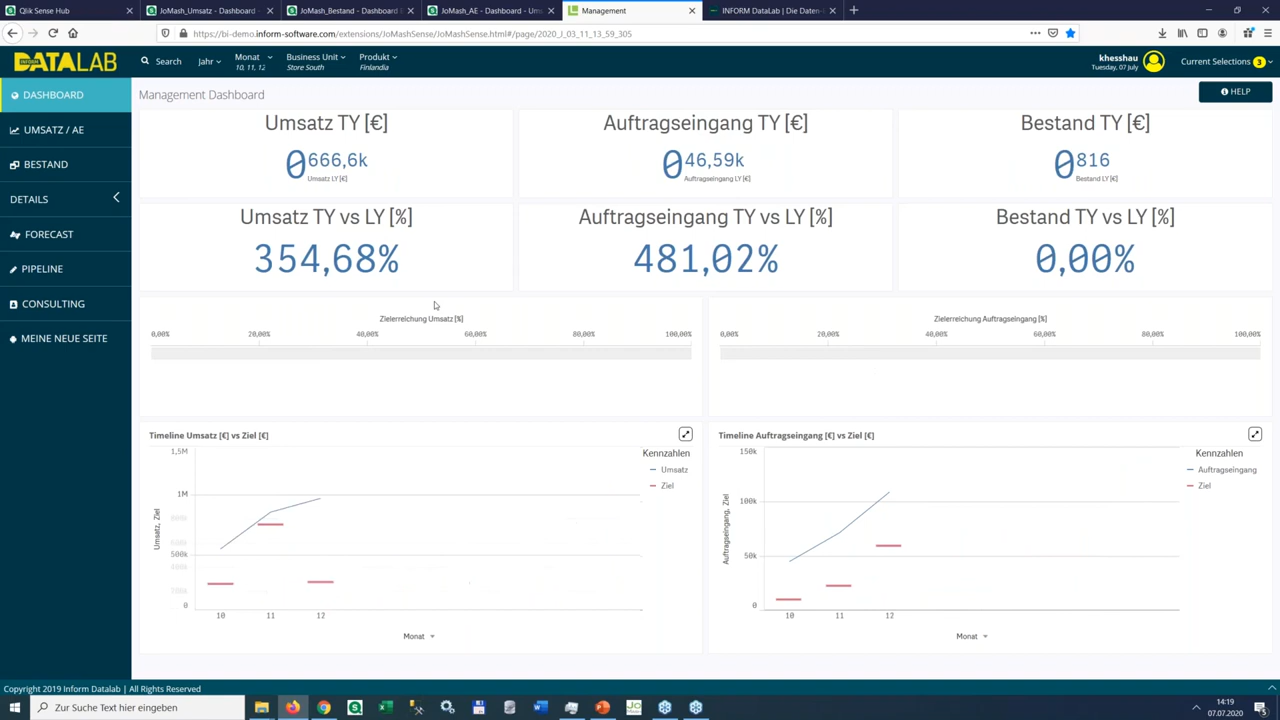 Qlik Sense Hub
JoMash_Umsatz - Dashboard -
JoMash_Bestand - Dashboard B
JoMash_AE - Dashboard - Ums
Management
INFORM DataLab | Die Daten-
https://bi-demo.inform-software.com/extensions/JoMashSense/JoMashSense.html#/page/2020_J_03_11_13_59_305
INFORM DATALAB
Search
Jahr
Monat
10, 11, 12
Business Unit
Store South
Produkt
Finlandia
khesshau
Tuesday, 07 July
Current Selections 3
DASHBOARD
UMSATZ / AE
BESTAND
DETAILS
FORECAST
PIPELINE
CONSULTING
MEINE NEUE SEITE
Management Dashboard
HELP
Umsatz TY [€]
0 666,6k
Umsatz LY [€]
Auftragseingang TY [€]
0 46,59k
Auftragseingang LY [€]
Bestand TY [€]
0 816
Bestand LY [€]
Umsatz TY vs LY [%]
354,68%
Auftragseingang TY vs LY [%]
481,02%
Bestand TY vs LY [%]
0,00%
Zielerreichung Umsatz [%]
0,00% 20,00% 40,00% 60,00% 80,00% 100,00%
Zielerreichung Auftragseingang [%]
0,00% 20,00% 40,00% 60,00% 80,00% 100,00%
Timeline Umsatz [€] vs Ziel [€]
1,5M
1M
500k
0
Umsatz, Ziel
10 11 12
Monat
Kennzahlen
Umsatz
Ziel
Timeline Auftragseingang [€] vs Ziel [€]
150k
100k
50k
0
Auftragseingang, Ziel
10 11 12
Monat
Kennzahlen
Auftragseingang
Ziel
Copyright 2019 Inform Datalab | All Rights Reserved
Zur Suche Text hier eingeben
14:19
07.07.2020